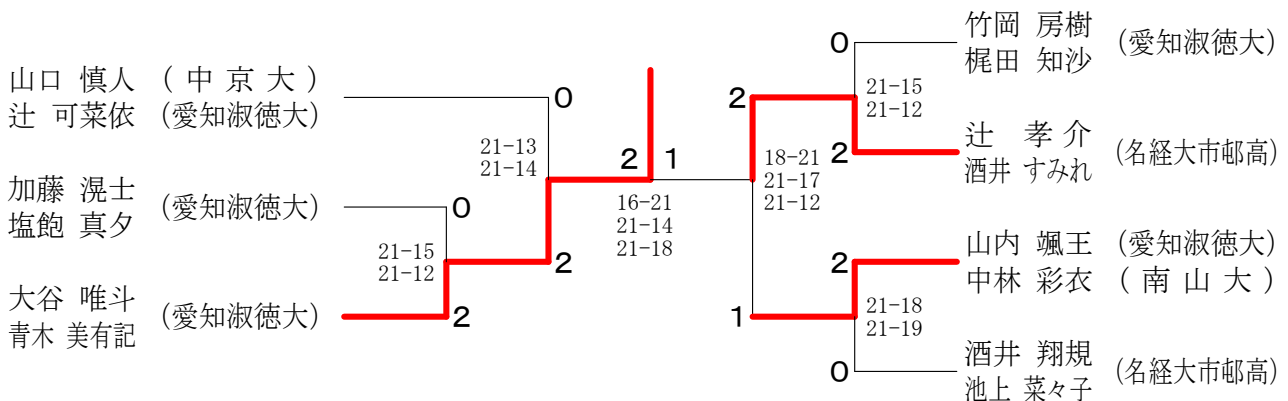 山口 慎人 (中京大)
辻 可菜依 (愛知淑徳大)
加藤 滉士
塩飽 真夕
(愛知淑徳大)
大谷 唯斗
青木 美有記
(愛知淑徳大)
0
21-13
21-14
0
21-15
21-12
2
2
2
1
16-21
21-14
21-18
2
18-21
21-17
21-12
1
0
21-15
21-12
2
2
21-18
21-19
0
竹岡 房樹
梶田 知沙
(愛知淑徳大)
辻 孝介
酒井 すみれ
(名経大市邨高)
山内 颯王 (愛知淑徳大)
中林 彩衣 (南山大)
酒井 翔規
池上 菜々子
(名経大市邨高)